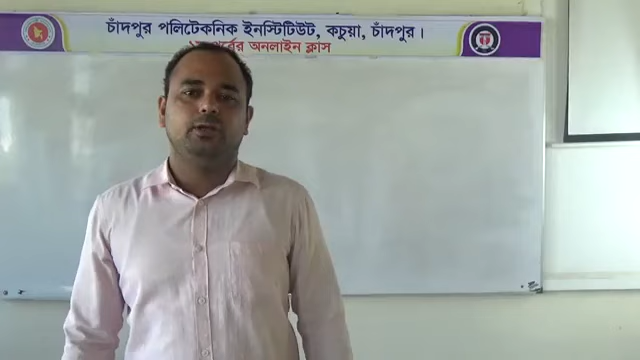 চাঁদপুর পলিটেকনিক ইনস্টিটিউট, কচুয়া, চাঁদপুর।
অনলাইন ক্লাস